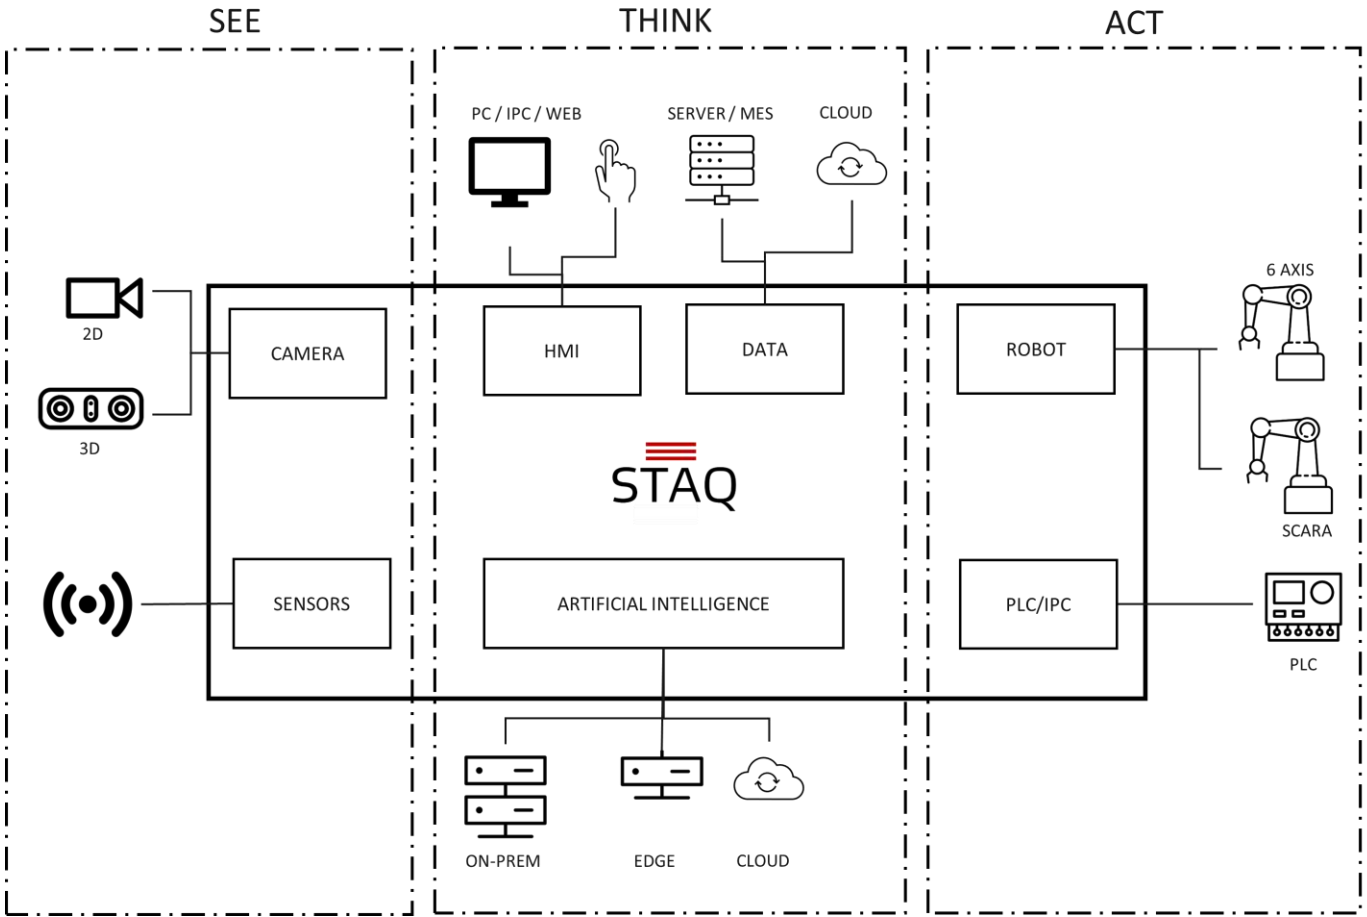 SEE
THINK
ACT
PC / IPC / WEB
SERVER / MES
CLOUD
6 AXIS
2D
CAMERA
HMI
DATA
ROBOT
3D
STAQ
SCARA
SENSORS
ARTIFICIAL INTELLIGENCE
PLC/IPC
PLC
ON-PREM
EDGE
CLOUD